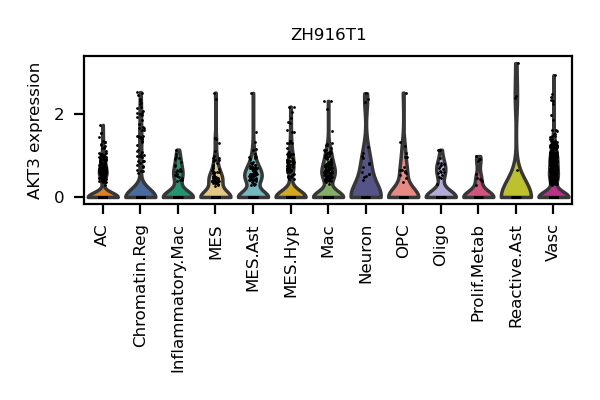 ZH916T1
AKT3 expression
2
0
AC
Chromatin.Reg
Inflammatory.Mac
MES
MES.Ast
MES.Hyp
Mac
Neuron
OPC
Oligo
Prolif.Metab
Reactive.Ast
Vasc